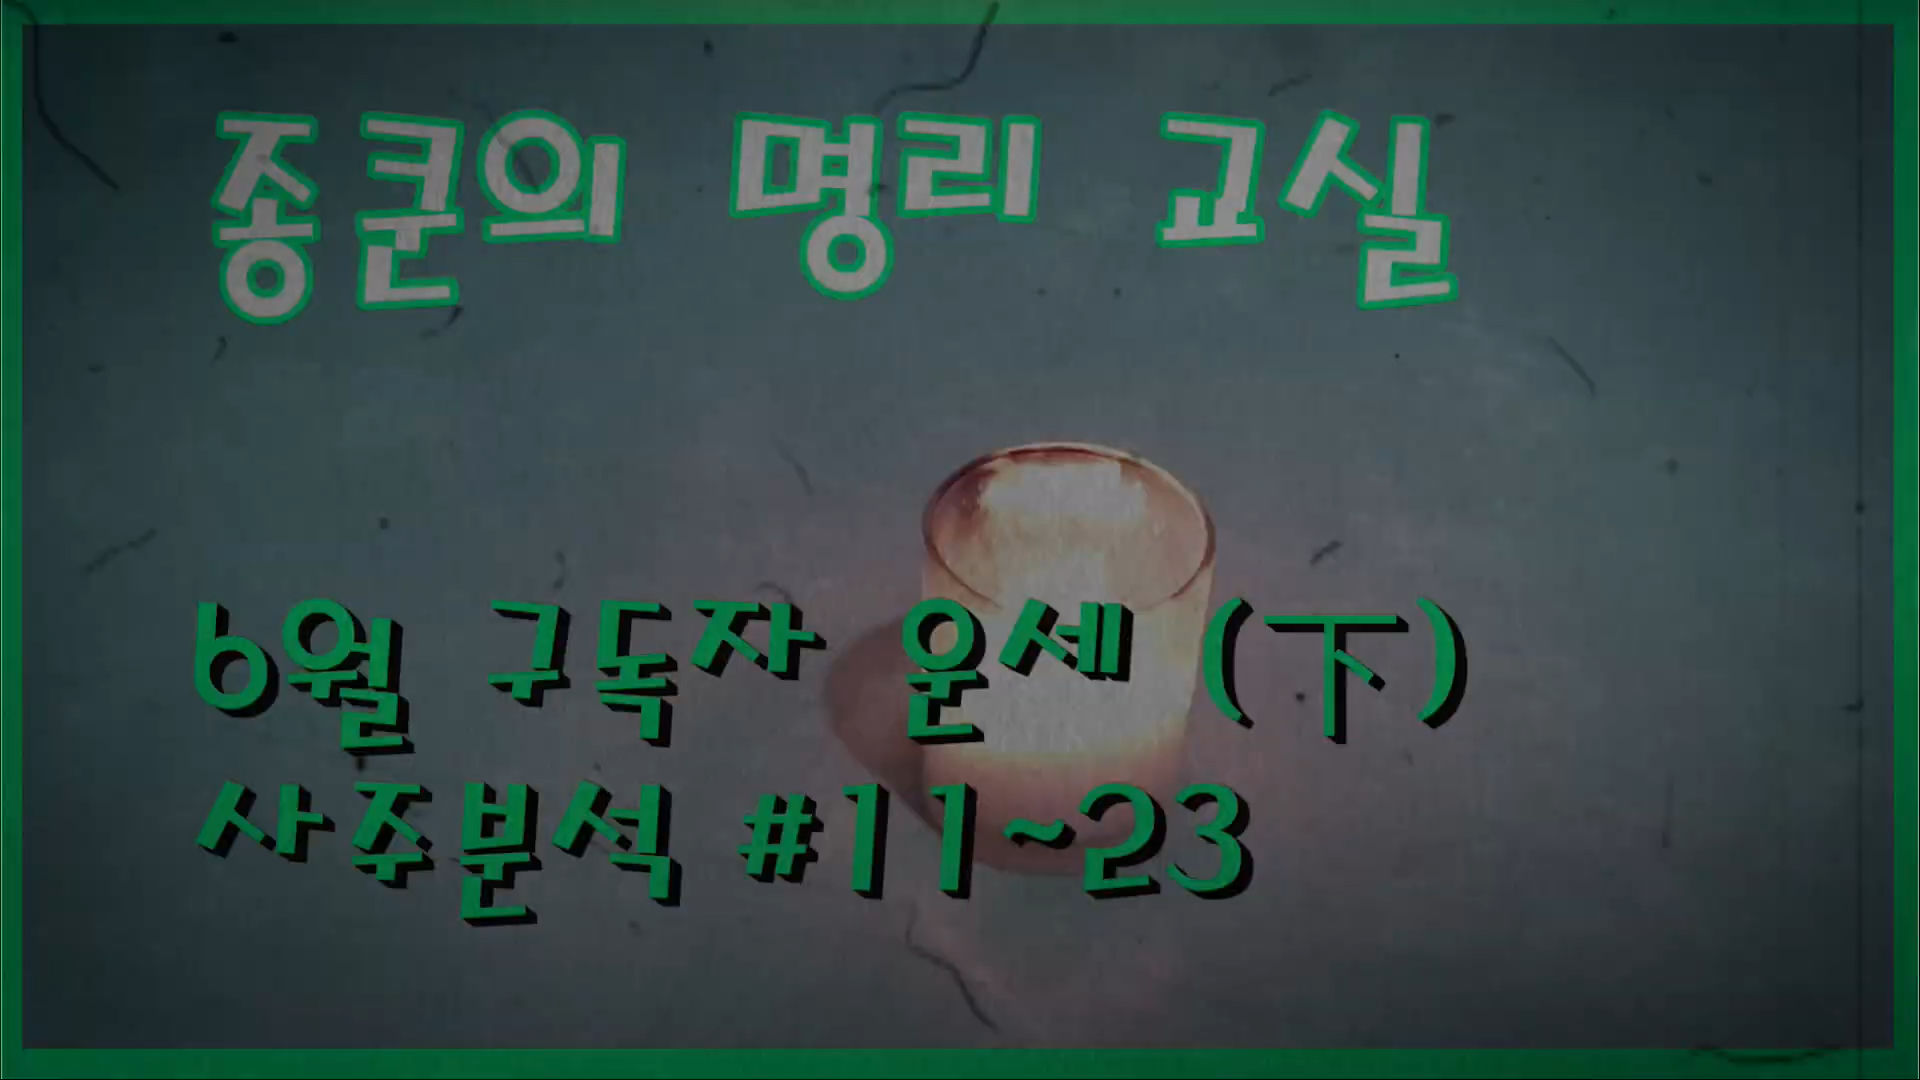 종쿤의 명리 교실
6월 구독자 운세 (下)
사주분석 #11~23